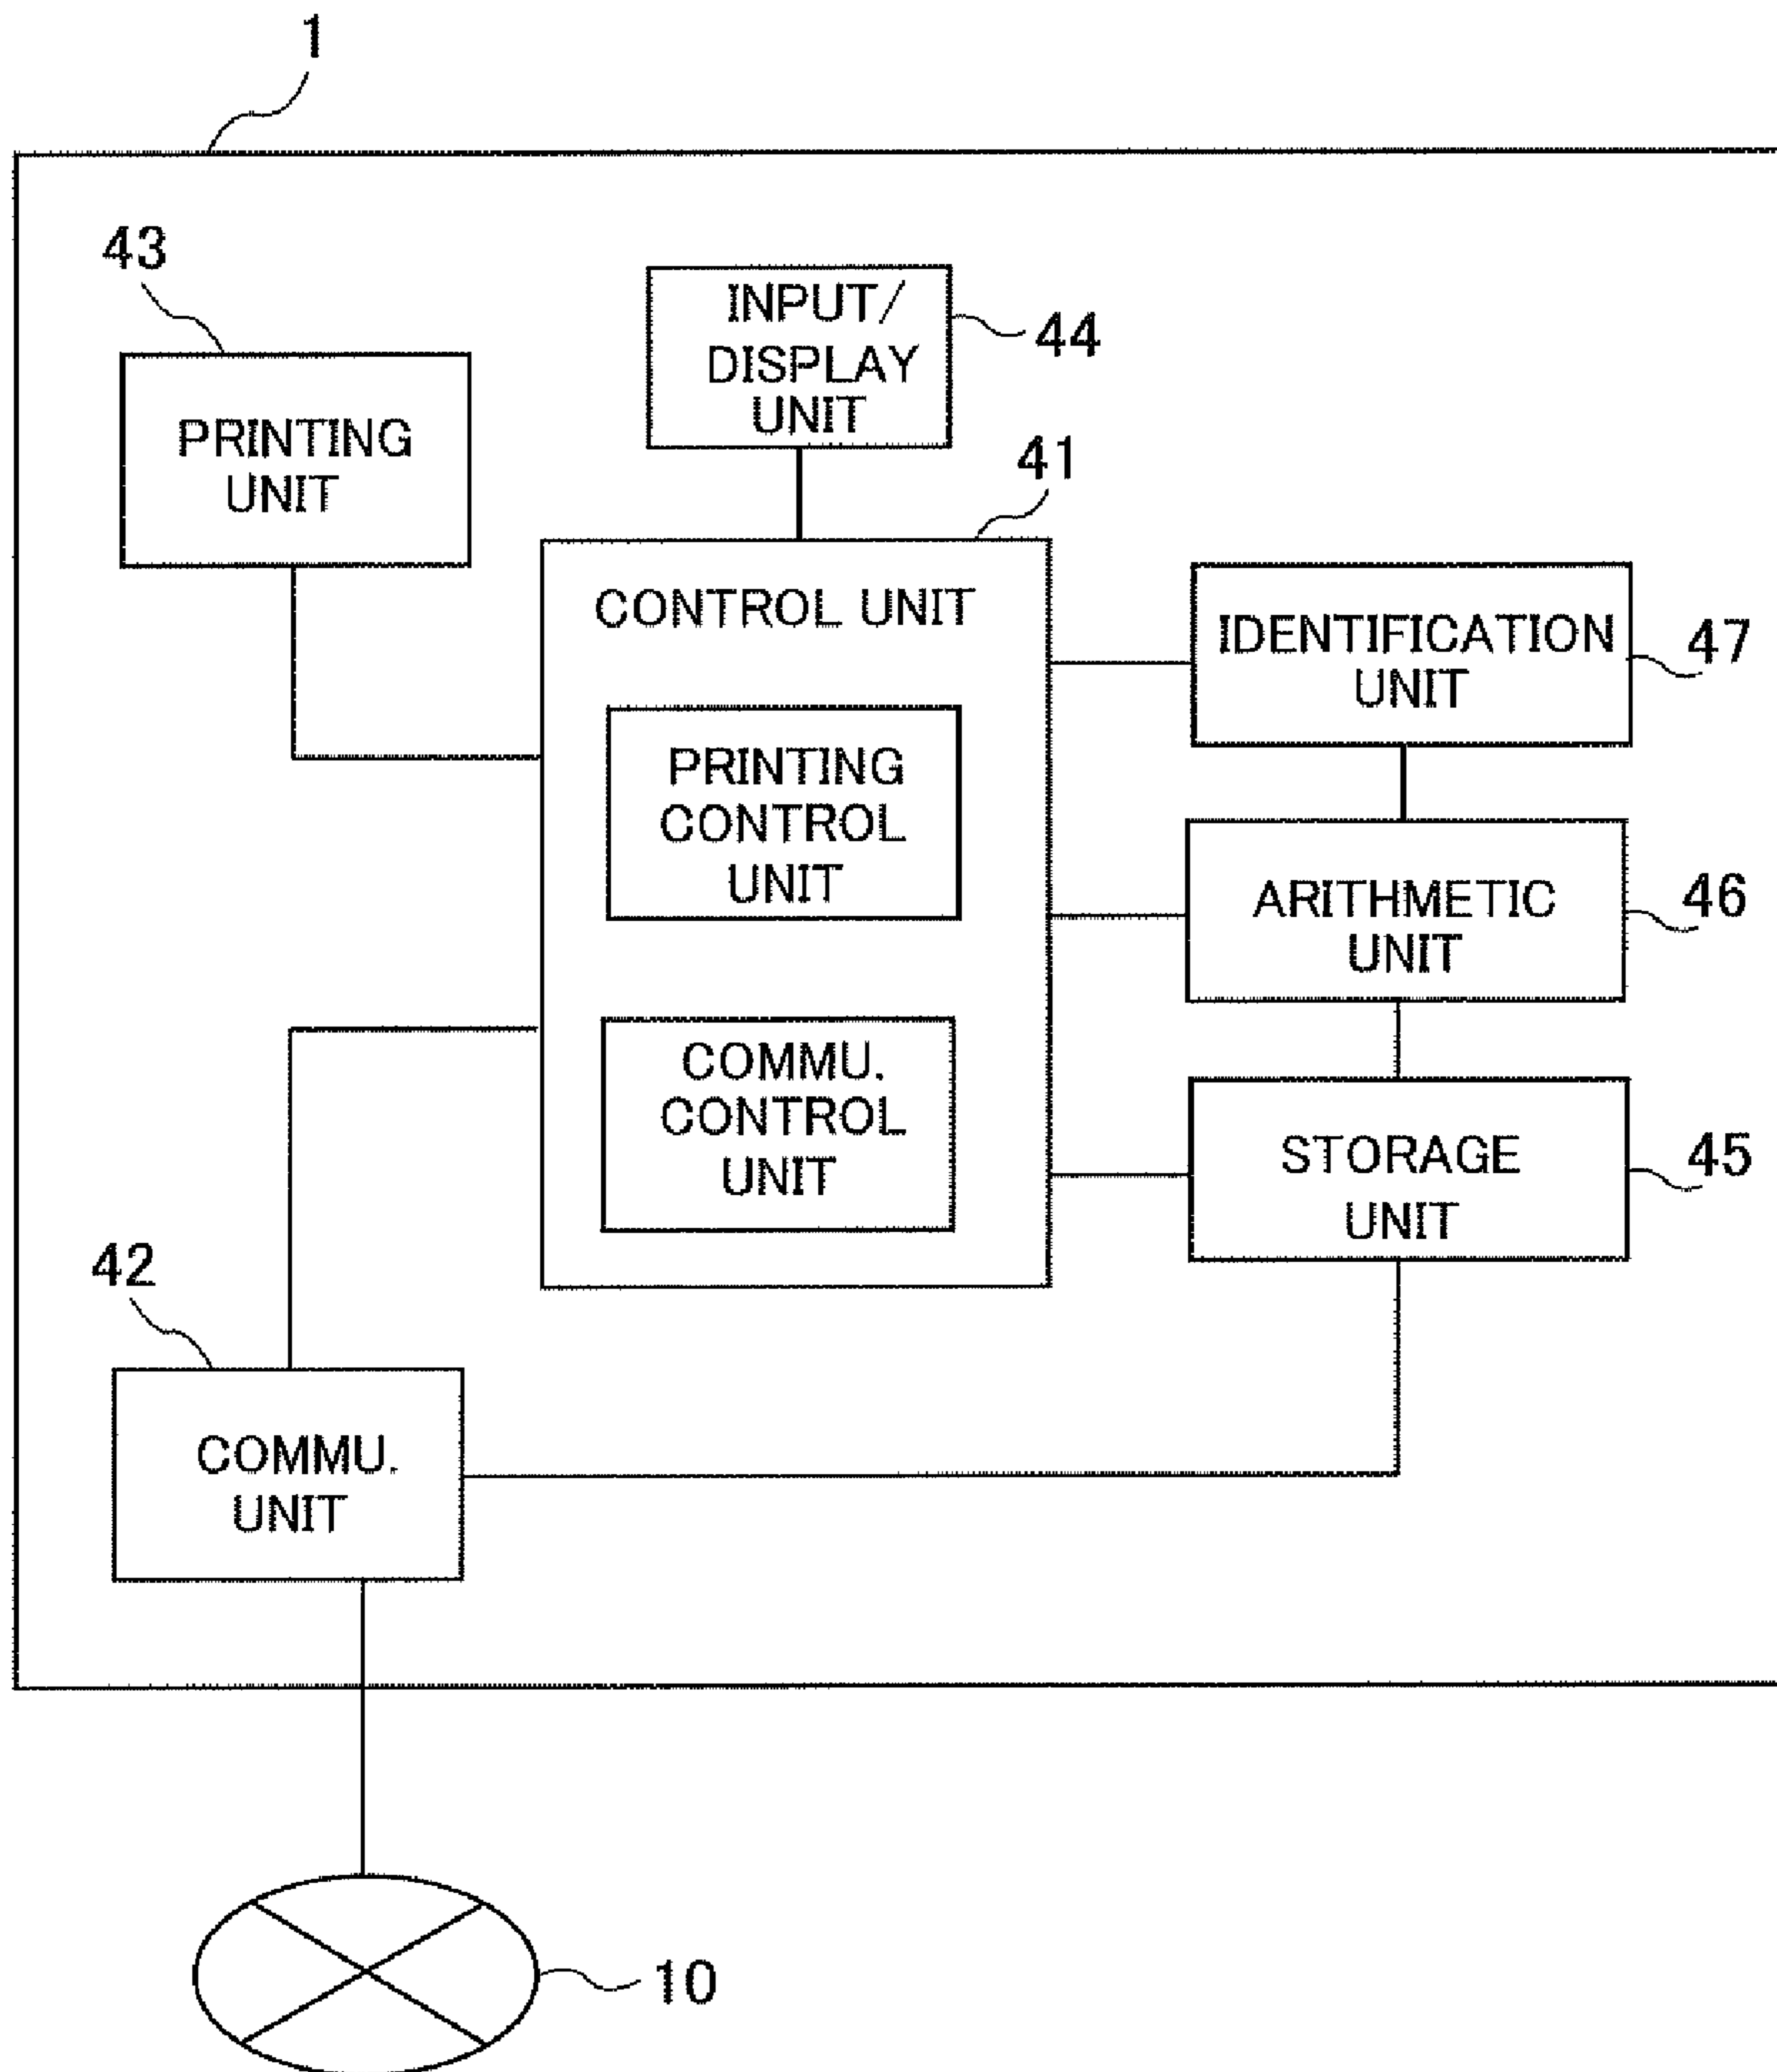 1
43
PRINTING
UNIT
INPUT/
DISPLAY
UNIT
44
41
CONTROL UNIT
PRINTING
CONTROL
UNIT
COMMU.
CONTROL
UNIT
IDENTIFICATION
UNIT
47
ARITHMETIC
UNIT
46
STORAGE
UNIT
45
42
COMMU.
UNIT
10